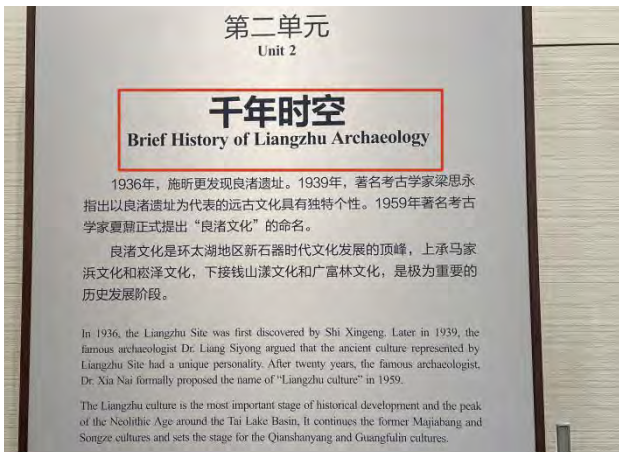 第二单元
Unit 2
千年时空
Brief History of Liangzhu Archaeology
1936年，施昕更发现良渚遗址。1939年，著名考古学家梁思永
指出以良渚遗址为代表的远古文化具有独特个性。1959年著名考古
学家夏鼐正式提出“良渚文化”的命名。
良渚文化是环太湖地区新石器时代文化发展的顶峰，上承马家
浜文化和崧泽文化，下接钱山漾文化和广富林文化，是极为重要的
历史发展阶段。
In 1936, the Liangzhu Site was first discovered by Shi Xingeng. Later in 1939, the
famous archaeologist Dr. Liang Siyong argued that the ancient culture represented by
Liangzhu Site had a unique personality. After twenty years, the famous archaeologist,
Dr. Xia Nai formally proposed the name of “Liangzhu culture” in 1959.
The Liangzhu culture is the most important stage of historical development and the peak
of the Neolithic Age around the Tai Lake Basin. It continues the former Majiabang and
Songze cultures and sets the stage for the Qianshanyang and Guangfulin cultures.